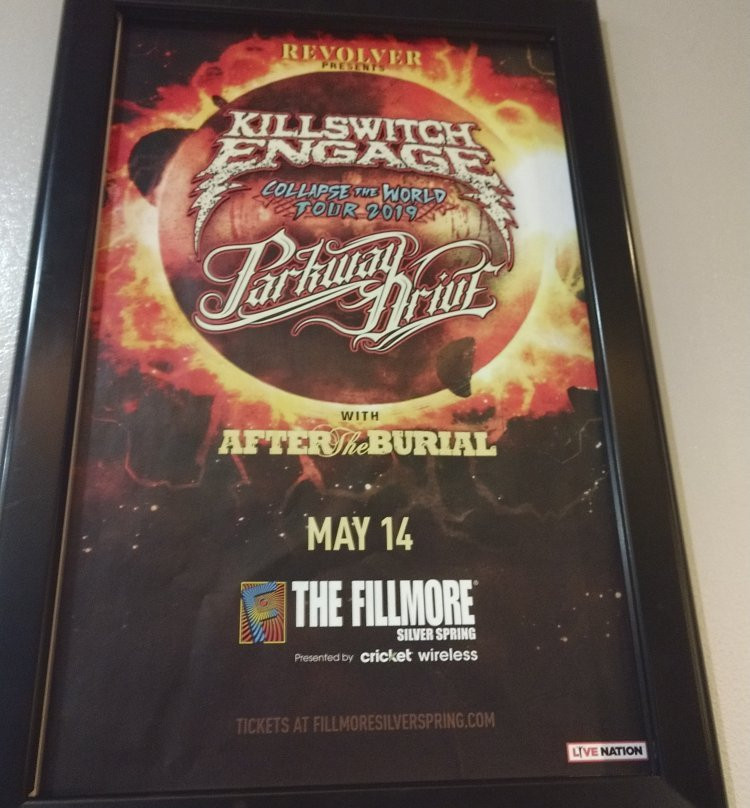 REVOLVER
PRESENTS
KILLSWITCH
ENGAGE
COLLAPSE THE WORLD
TOUR 2019
Parkway
Drive
WITH
AFTER The BURIAL
MAY 14
THE FILLMORE®
SILVER SPRING
Presented by cricket wireless
TICKETS AT FILLMORESILVERSPRING.COM
LIVE NATION